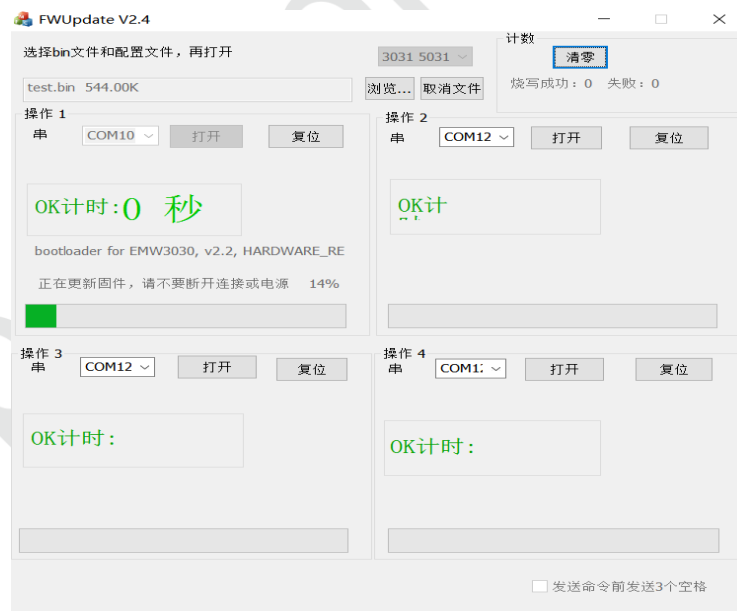 FWUpdate V2.4
选择bin文件和配置文件，再打开
3031 5031
计数
清零
test.bin 544.00K
浏览... 取消文件
烧写成功：0 失败：0
操作 1
串 COM10 打开 复位
OK计时:0 秒
bootloader for EMW3030, v2.2, HARDWARE_RE
正在更新固件，请不要断开连接或电源 14%
操作 2
串 COM12 打开 复位
OK计
操作 3
串 COM12 打开 复位
OK计时:
操作 4
串 COM1: 打开 复位
OK计时:
发送命令前发送3个空格